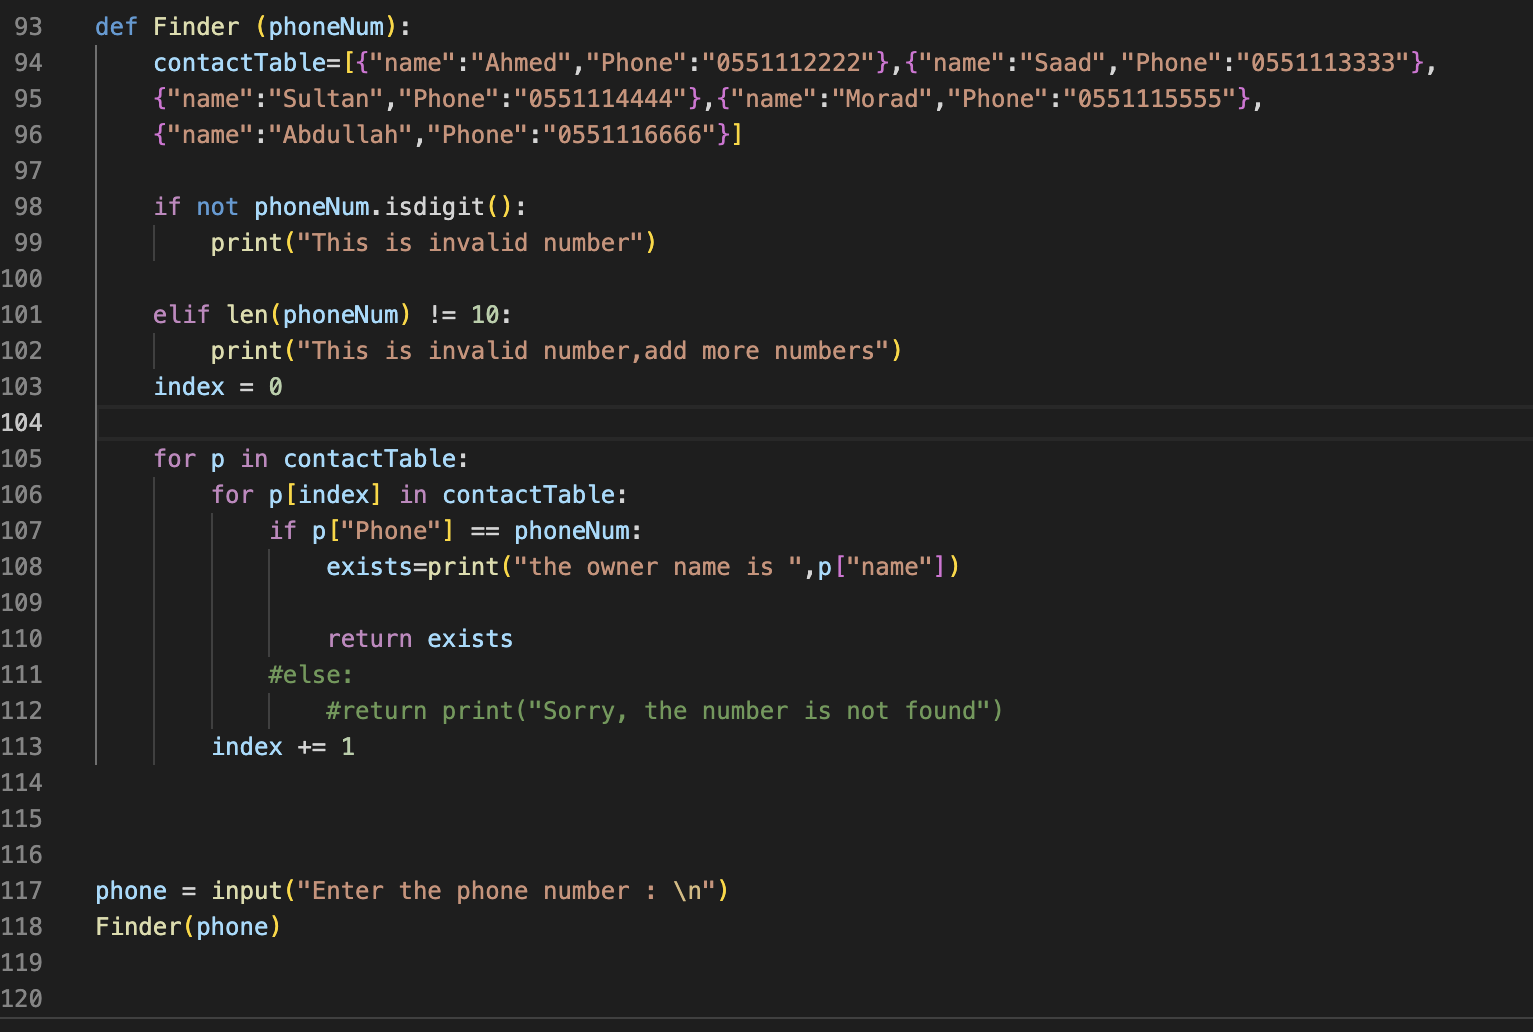 93 def Finder (phoneNum):
94     contactTable=[{"name":"Ahmed","Phone":"0551112222"},{"name":"Saad","Phone":"0551113333"},
95     {"name":"Sultan","Phone":"0551114444"},{"name":"Morad","Phone":"0551115555"},
96     {"name":"Abdullah","Phone":"0551116666"}]
97
98     if not phoneNum.isdigit():
99         print("This is invalid number")
100
101     elif len(phoneNum) != 10:
102         print("This is invalid number,add more numbers")
103     index = 0
104
105     for p in contactTable:
106         for p[index] in contactTable:
107             if p["Phone"] == phoneNum:
108                 exists=print("the owner name is ",p["name"])
109
110                 return exists
111             #else:
112                 #return print("Sorry, the number is not found")
113         index += 1
114
115
116
117 phone = input("Enter the phone number : \n")
118 Finder(phone)
119
120